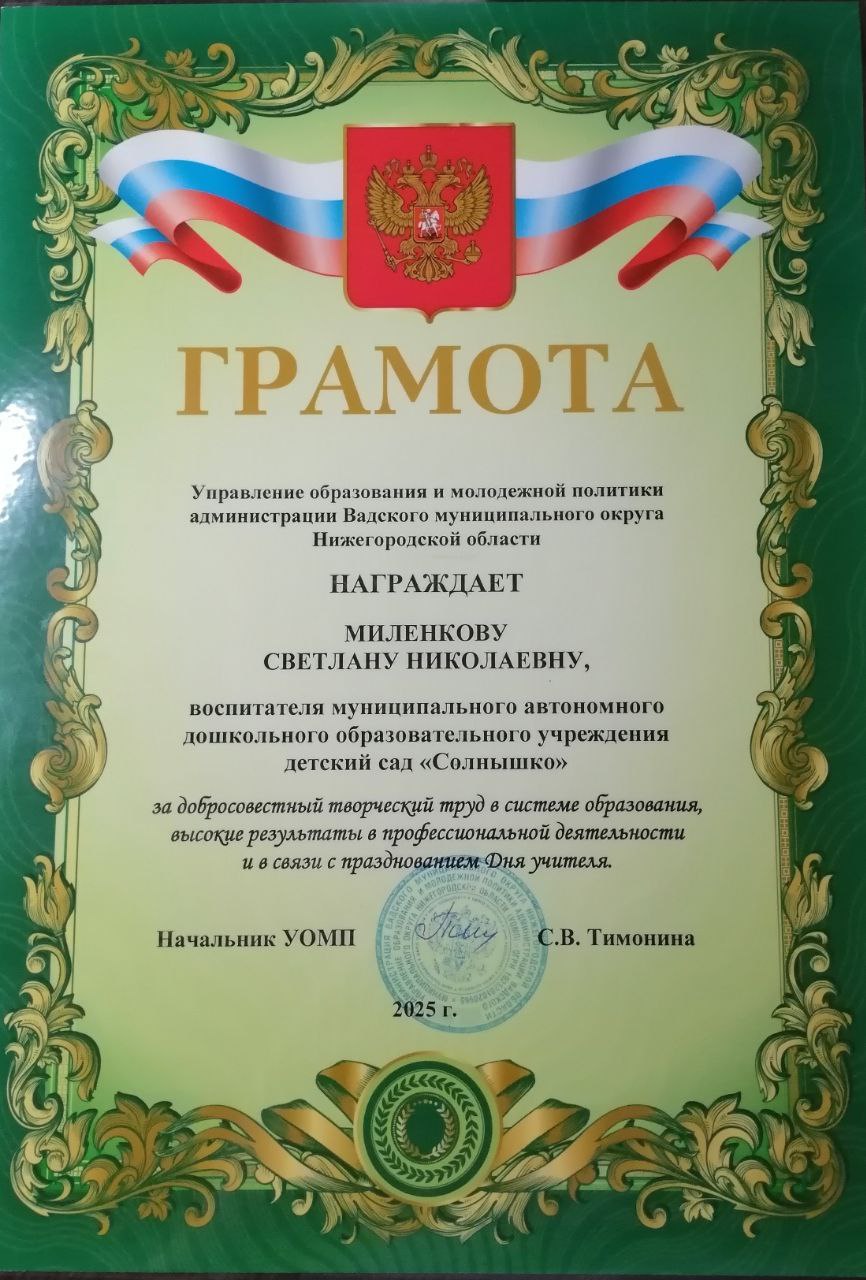 ГРАМОТА
Управление образования и молодежной политики
администрации Вадского муниципального округа
Нижегородской области
НАГРАЖДАЕТ
МИЛЕНКОВУ
СВЕТЛАНУ НИКОЛАЕВНУ,
воспитателя муниципального автономного
дошкольного образовательного учреждения
детский сад «Солнышко»
за добросовестный творческий труд в системе образования,
высокие результаты в профессиональной деятельности
и в связи с празднованием Дня учителя.
Начальник УОМП С.В. Тимонина
2025 г.